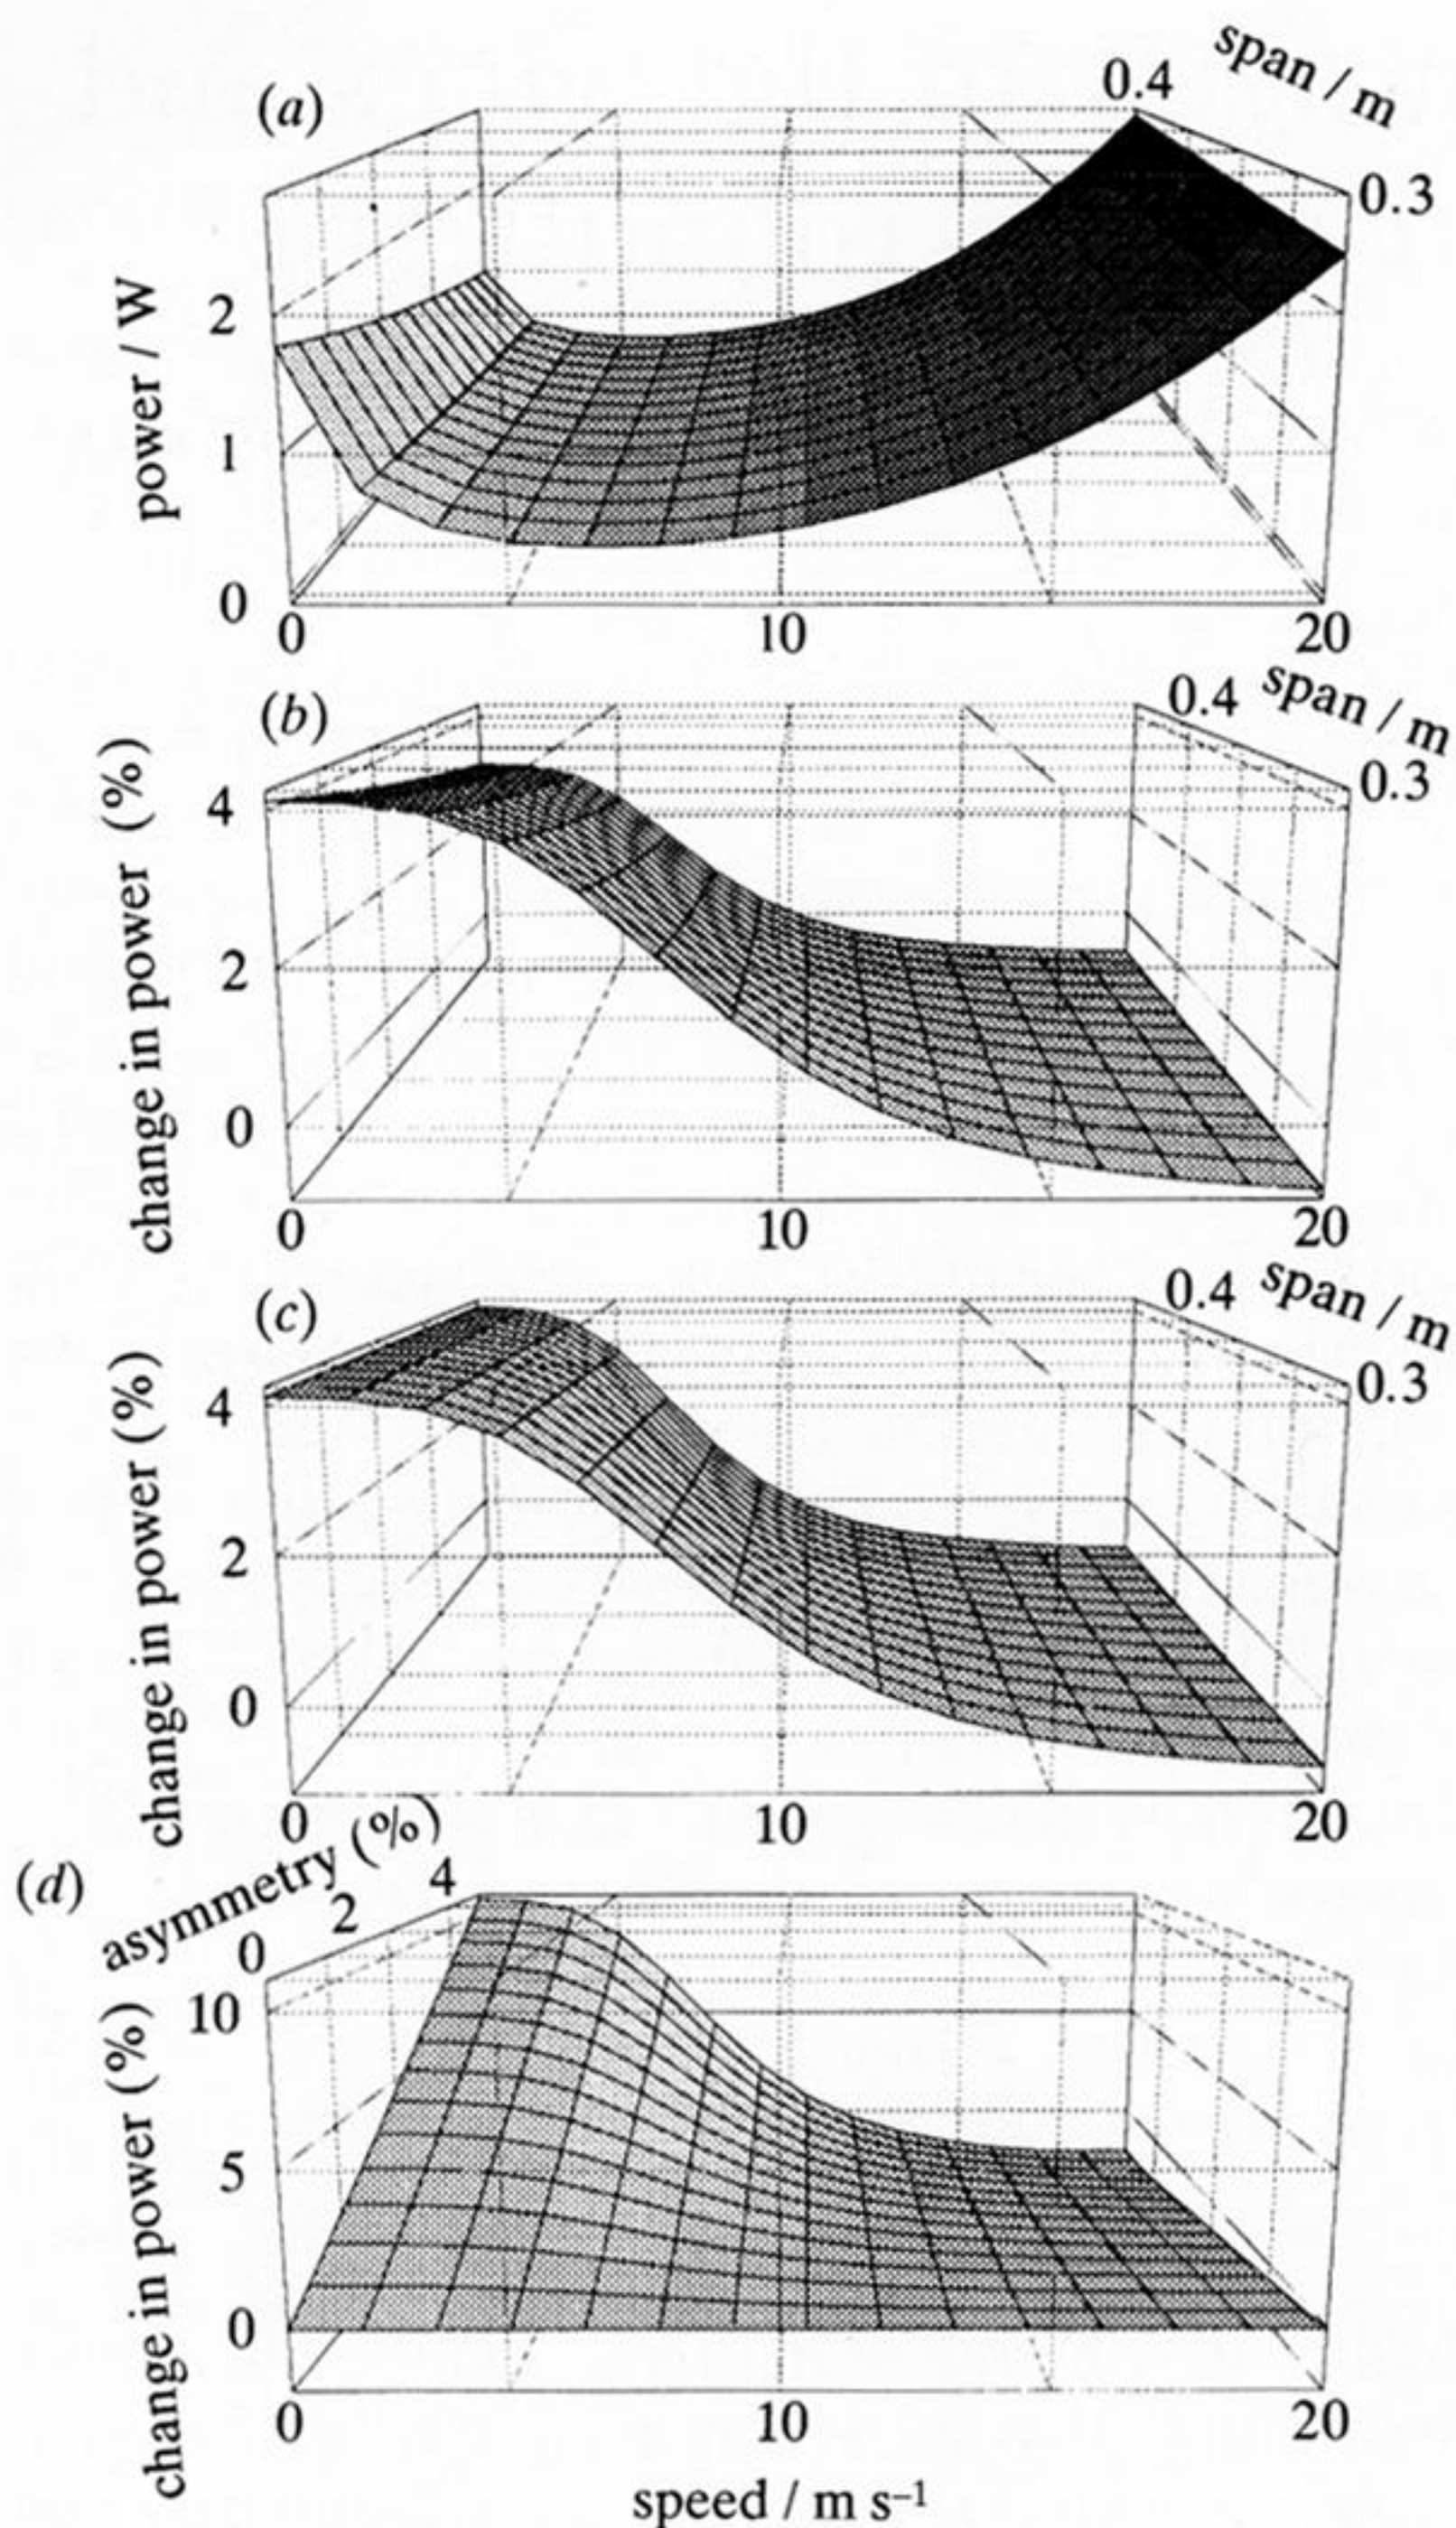 (a)
span / m
0.4
0.3
power / W
2
1
0
0 10 20
(b)
span / m
0.4
0.3
change in power (%)
4
2
0
0 10 20
(c)
span / m
0.4
0.3
change in power (%)
4
2
0
0 10 20
(d)
asymmetry (%)
0 2 4
change in power (%)
10
5
0
0 10 20
speed / m s⁻¹